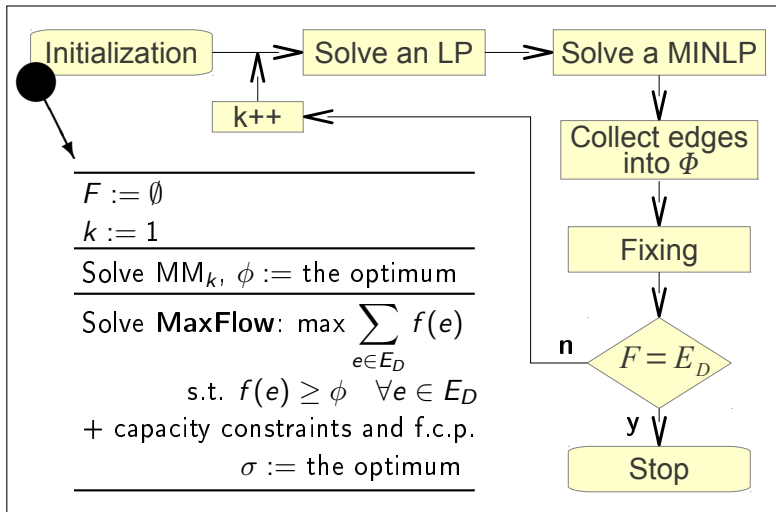 Initialization
Solve an LP
Solve a MINLP
k++
Collect edges
into Φ
Fixing
F = E_D
n
y
Stop
F := ∅
k := 1
Solve MM_k, ϕ := the optimum
Solve MaxFlow: max ∑_{e∈E_D} f(e)
s.t. f(e) ≥ ϕ ∀e ∈ E_D
+ capacity constraints and f.c.p.
σ := the optimum